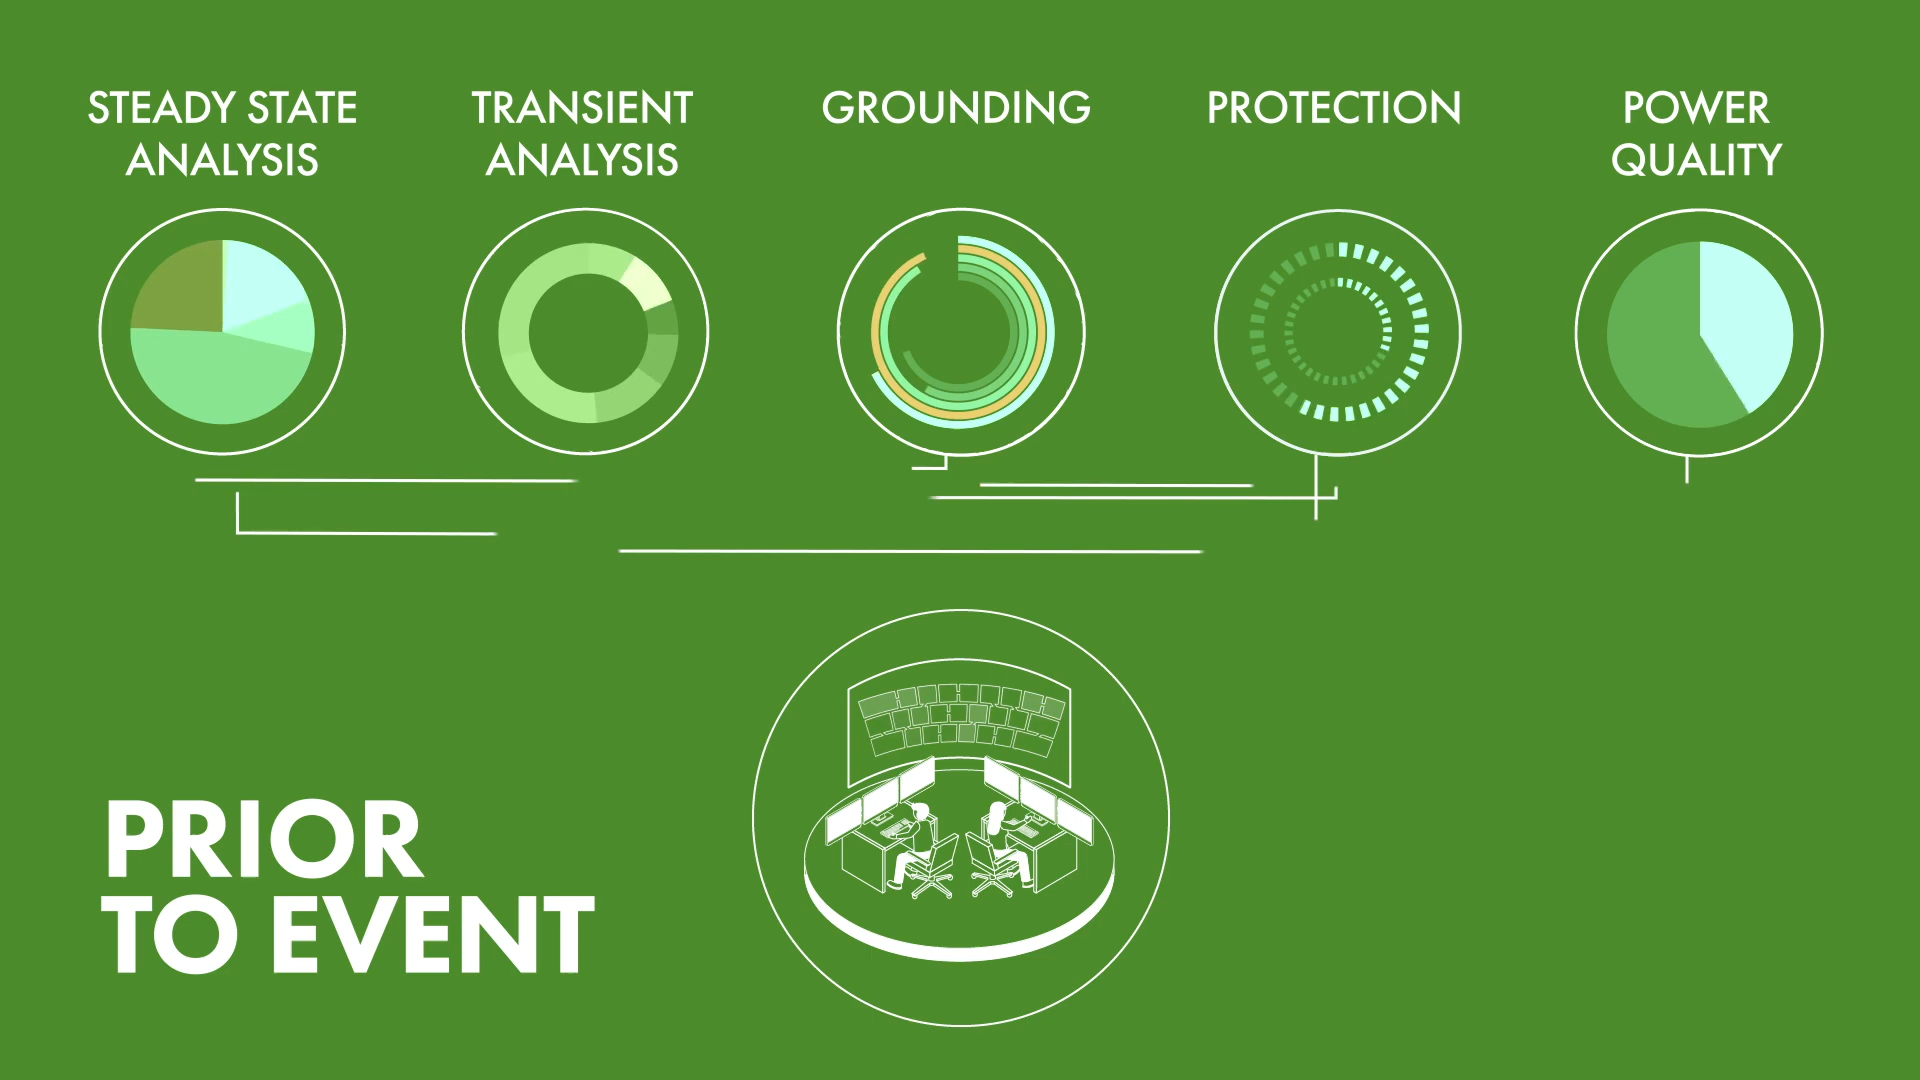 STEADY STATE
ANALYSIS
TRANSIENT
ANALYSIS
GROUNDING
PROTECTION
POWER
QUALITY
PRIOR
TO EVENT